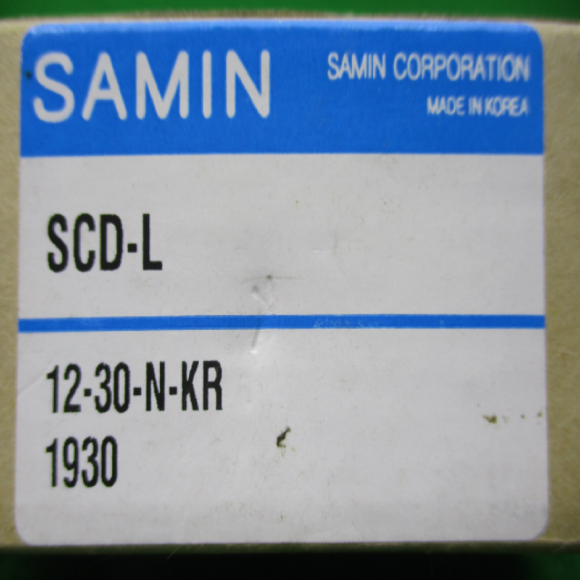 SAMIN
SAMIN CORPORATION
MADE IN KOREA
SCD-L
12-30-N-KR
1930